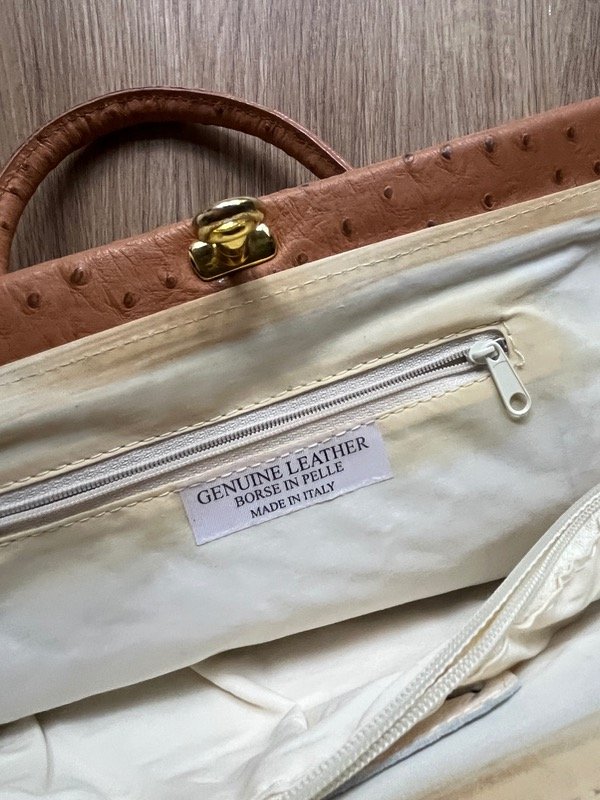 GENUINE LEATHER
BORSE IN PELLE
MADE IN ITALY